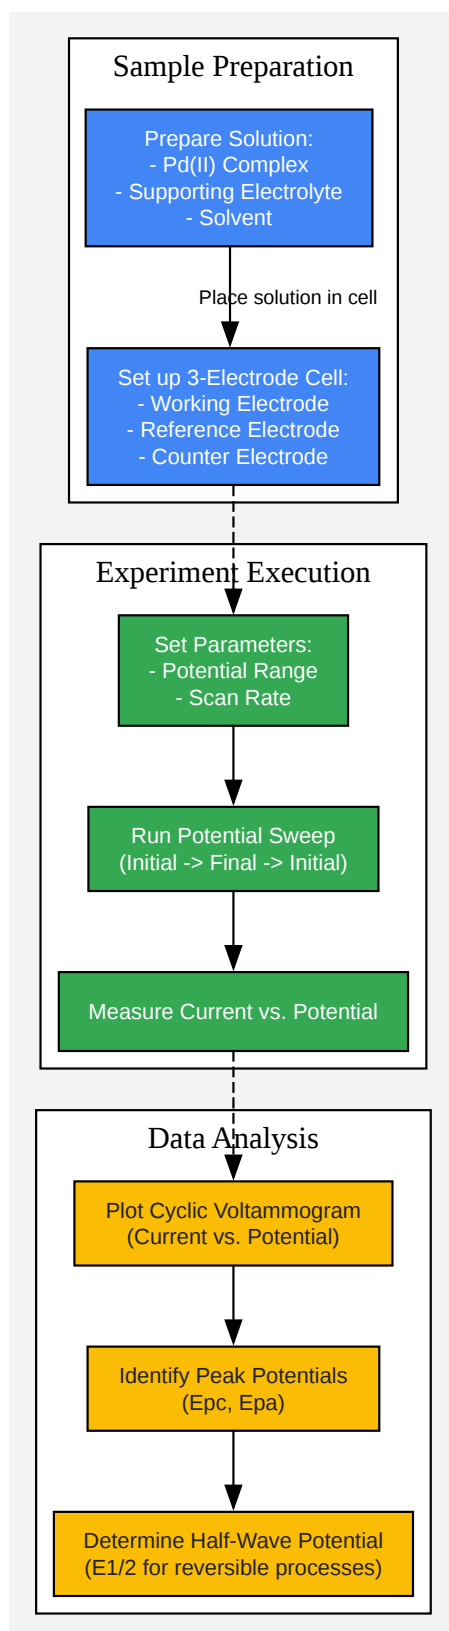 Sample Preparation
Prepare Solution:
- Pd(II) Complex
- Supporting Electrolyte
- Solvent
Place solution in cell
Set up 3-Electrode Cell:
- Working Electrode
- Reference Electrode
- Counter Electrode
Experiment Execution
Set Parameters:
- Potential Range
- Scan Rate
Run Potential Sweep
(Initial -> Final -> Initial)
Measure Current vs. Potential
Data Analysis
Plot Cyclic Voltammogram
(Current vs. Potential)
Identify Peak Potentials
(Epc, Epa)
Determine Half-Wave Potential
(E1/2 for reversible processes)